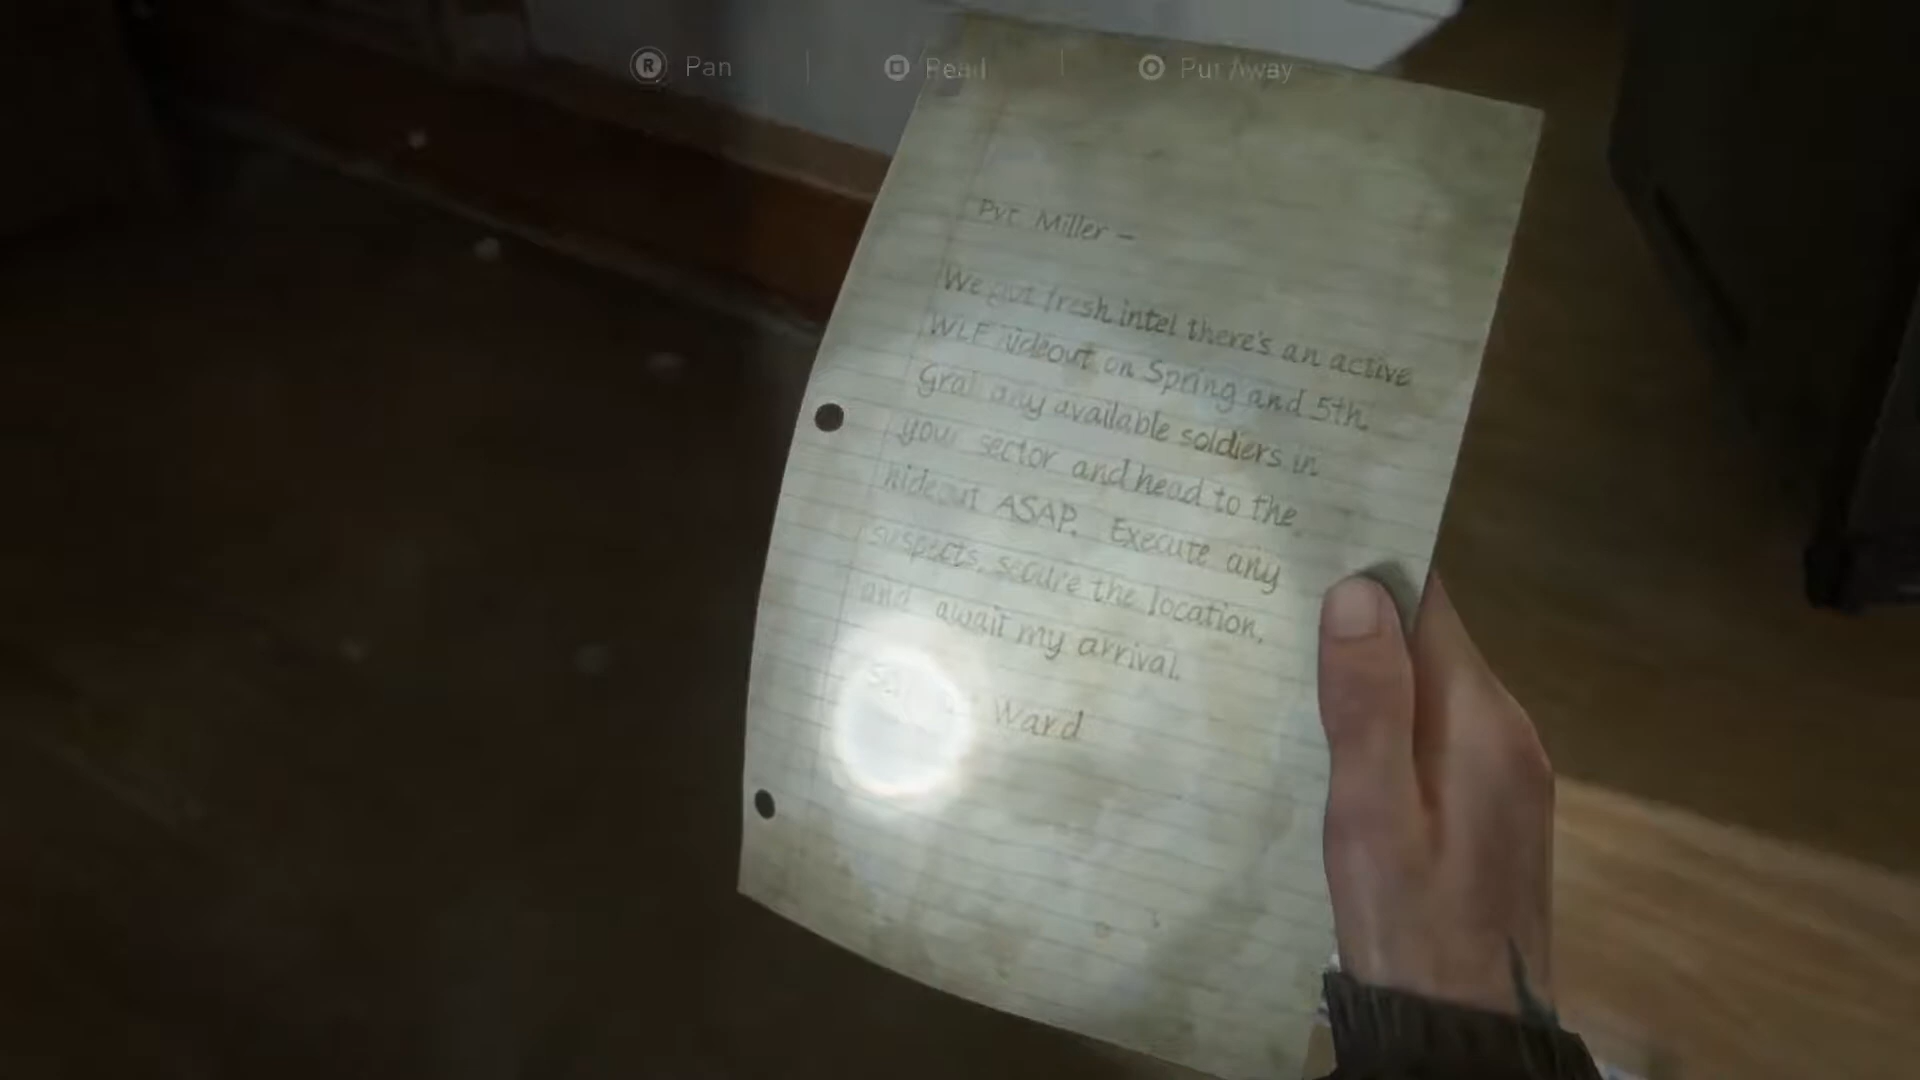 R Pan Read Put Away
Pvt. Miller –
We got fresh intel there's an active
WLF hideout on Spring and 5th.
Grab any available soldiers in
your sector and head to the
hideout ASAP. Execute any
suspects, secure the location,
and await my arrival.
Ward